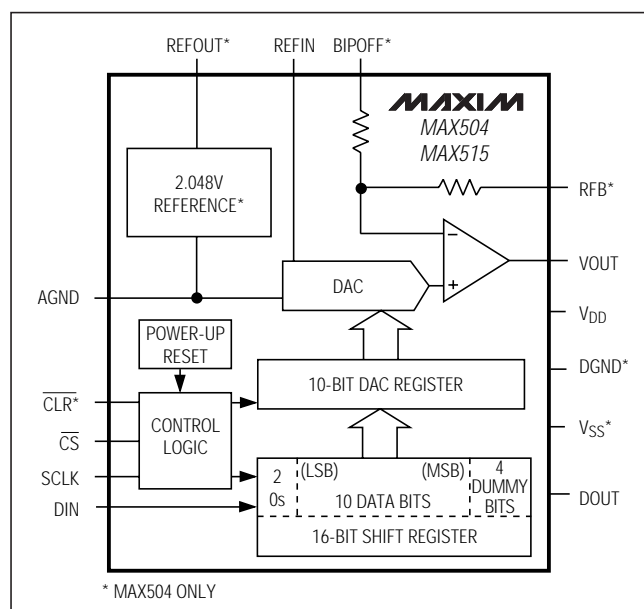 REFOUT* REFIN BIPOFF*
MAXIM
MAX504
MAX515
2.048V
REFERENCE*
RFB*
−
+
VOUT
DAC
AGND
VDD
POWER-UP
RESET
DGND*
10-BIT DAC REGISTER
CLR*
CONTROL
LOGIC
CS
VSS*
SCLK
2
0s
(LSB) (MSB)
10 DATA BITS
4
DUMMY
BITS
DOUT
DIN
16-BIT SHIFT REGISTER
* MAX504 ONLY